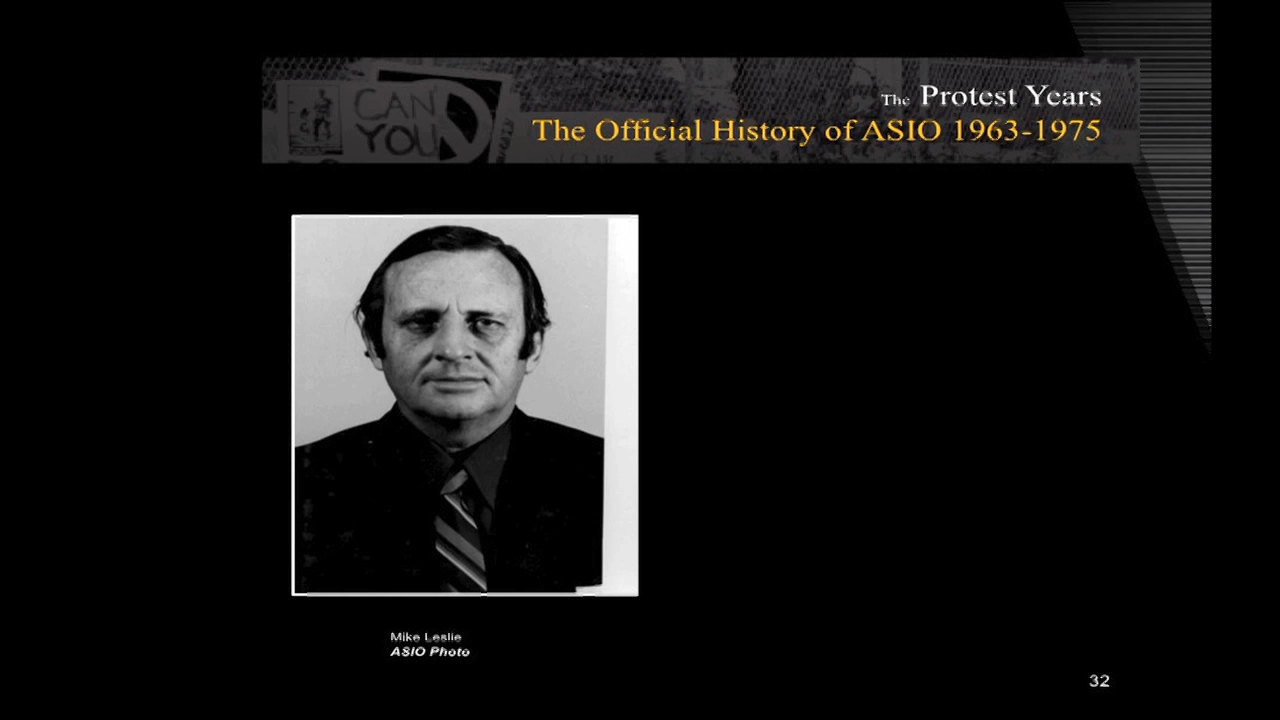 CAN
YOU
The Protest Years
The Official History of ASIO 1963-1975
Mike Leslie
ASIO Photo
32